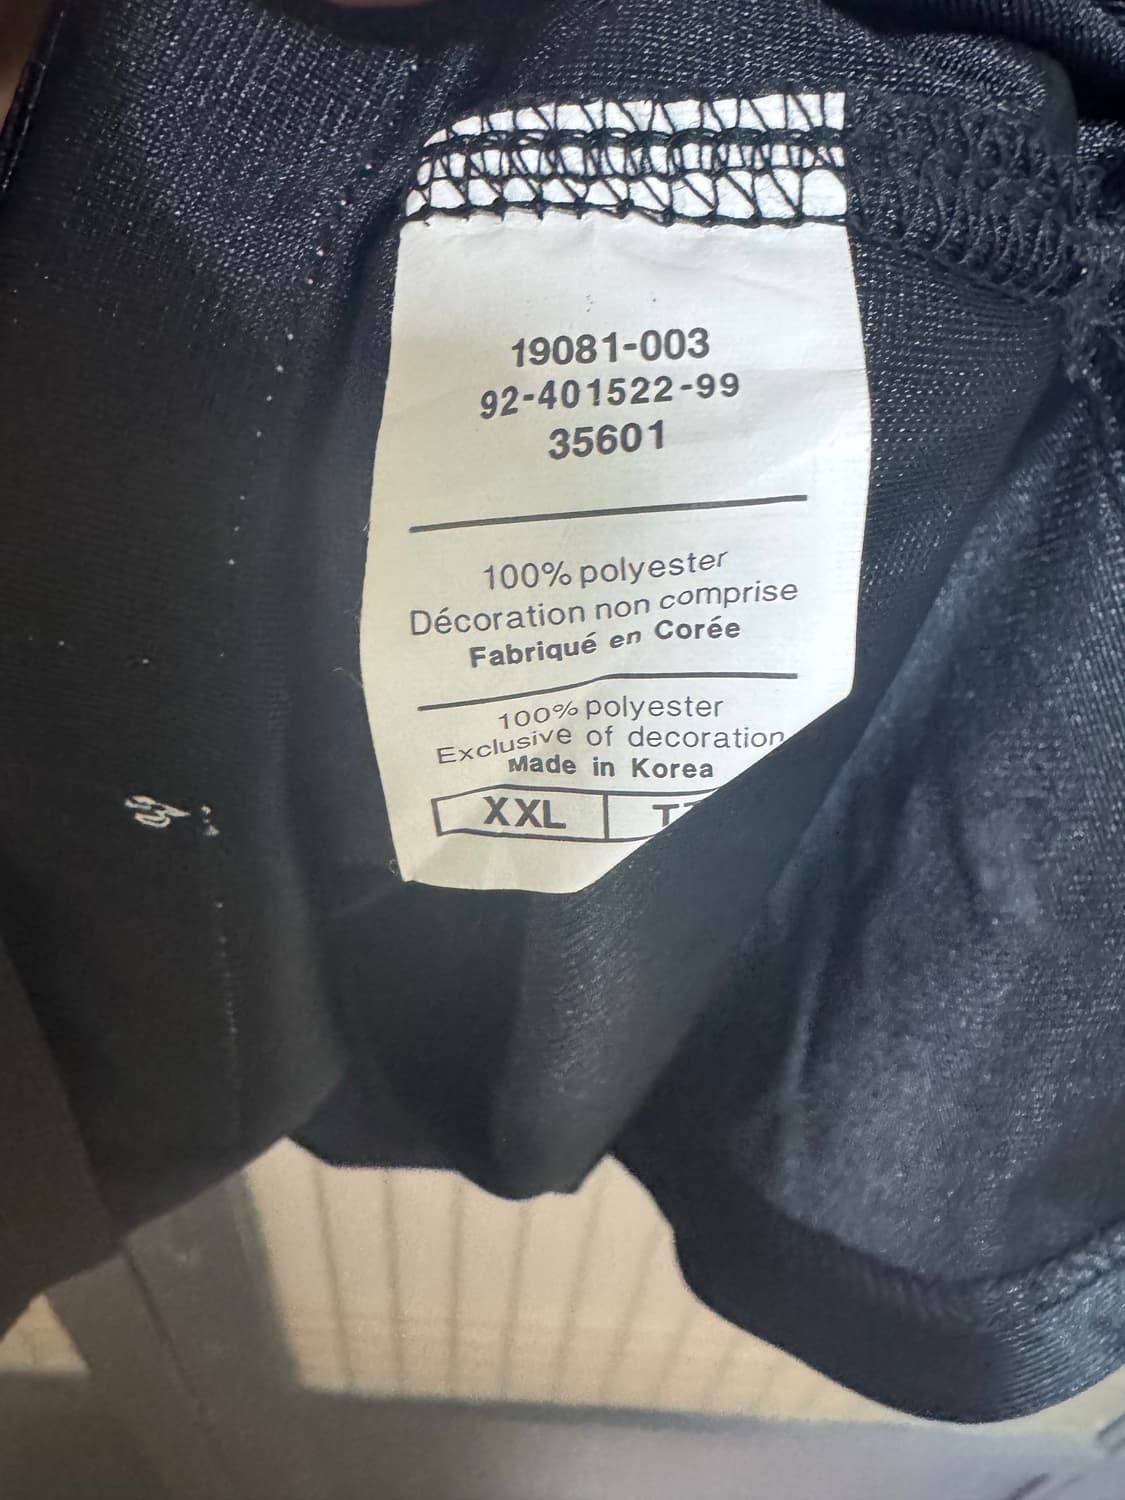 19081-003
92-401522-99
35601
100% polyester
Décoration non comprise
Fabriqué en Corée
100% polyester
Exclusive of decoration
Made in Korea
XXL